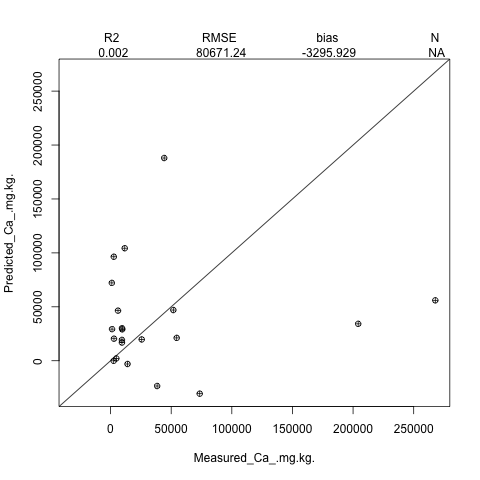 R2 RMSE bias N
0.002 80671.24 -3295.929 NA
250000
200000
150000
100000
50000
0
Predicted_Ca_.mg.kg.
0 50000 100000 150000 200000 250000
Measured_Ca_.mg.kg.